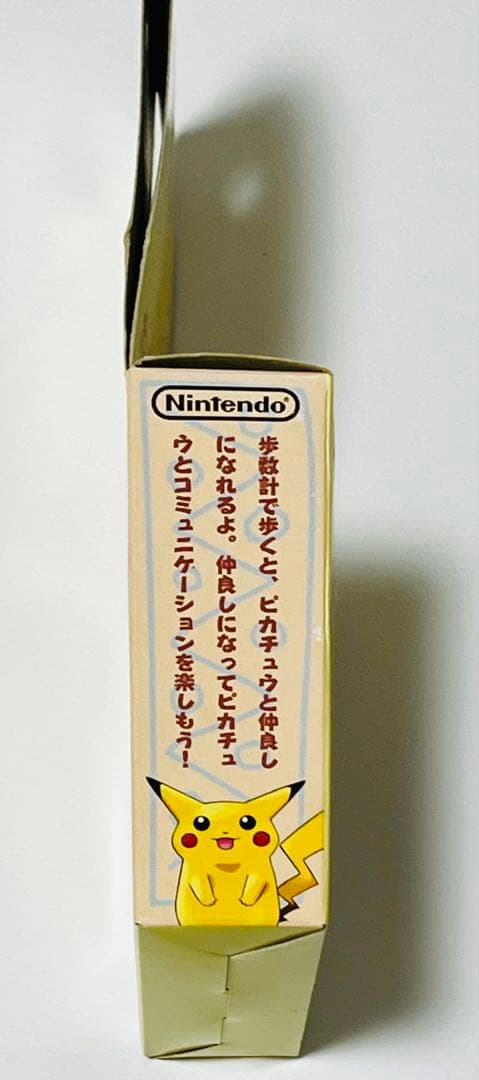 Nintendo®
歩数計で歩くと、ピカチュウと仲良し
になれるよ。仲良しになってピカチュ
ウとコミュニケーションを楽しもう!